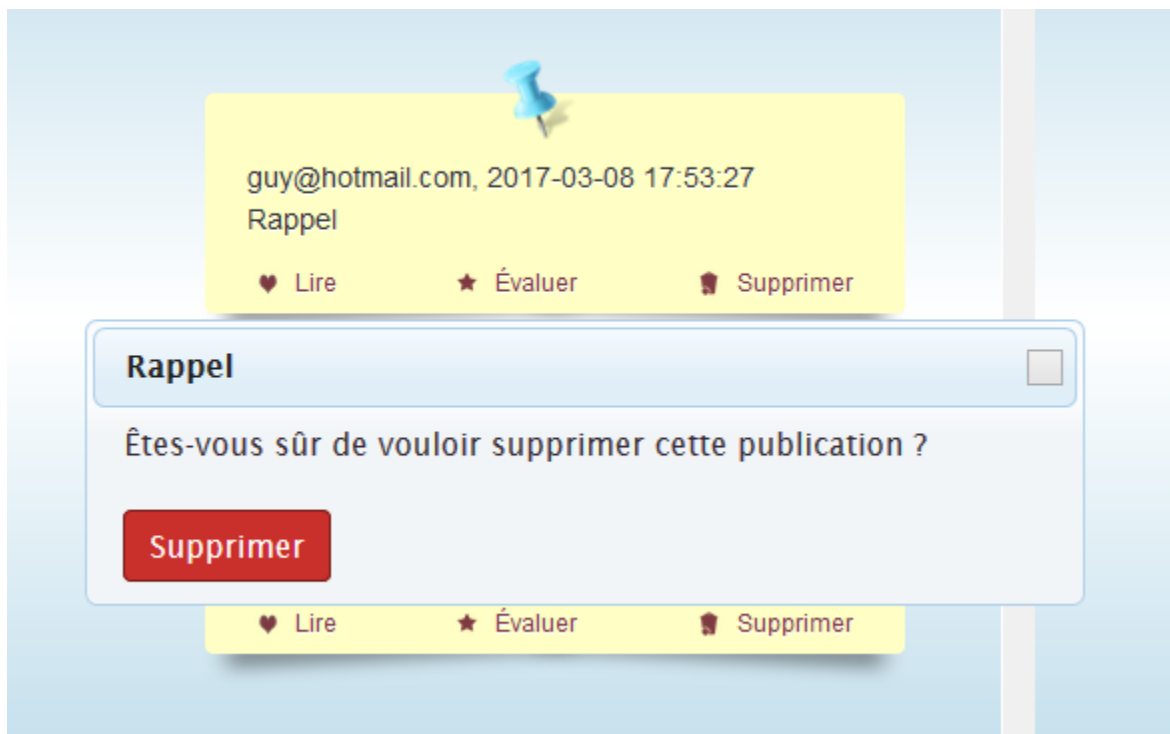 guy@hotmail.com, 2017-03-08 17:53:27
Rappel
Lire Évaluer Supprimer
Rappel
Êtes-vous sûr de vouloir supprimer cette publication ?
Supprimer
Lire Évaluer Supprimer